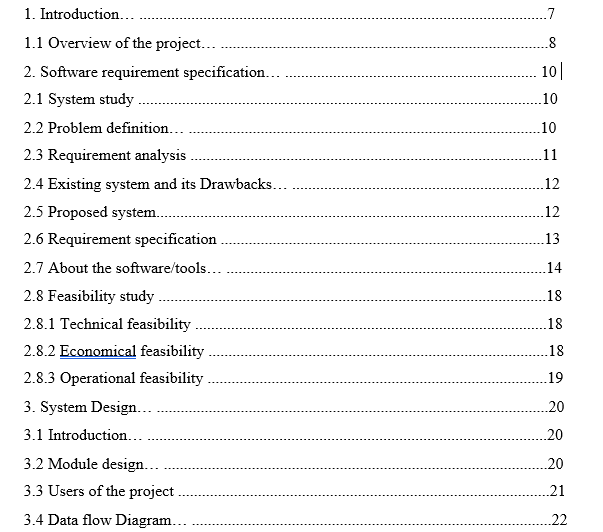 1. Introduction… ..........................................................................................................7
1.1 Overview of the project… ....................................................................................8
2. Software requirement specification… ................................................................. 10
2.1 System study .......................................................................................................10
2.2 Problem definition… ..........................................................................................10
2.3 Requirement analysis ..........................................................................................11
2.4 Existing system and its Drawbacks… .................................................................12
2.5 Proposed system..................................................................................................12
2.6 Requirement specification ...................................................................................13
2.7 About the software/tools… .................................................................................14
2.8 Feasibility study ..................................................................................................18
2.8.1 Technical feasibility .........................................................................................18
2.8.2 Economical feasibility ......................................................................................18
2.8.3 Operational feasibility ......................................................................................19
3. System Design… ...................................................................................................20
3.1 Introduction… .....................................................................................................20
3.2 Module design… .................................................................................................20
3.3 Users of the project .............................................................................................21
3.4 Data flow Diagram… ..........................................................................................22